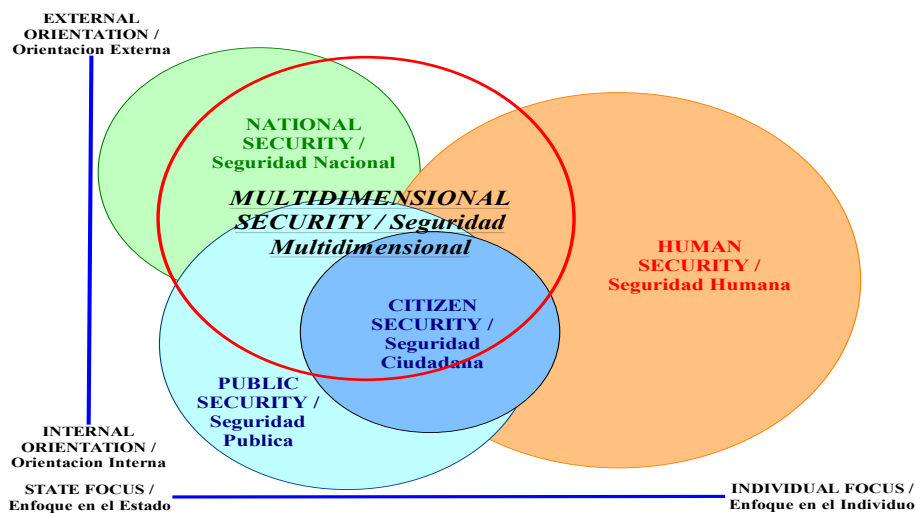 EXTERNAL
ORIENTATION /
Orientacion Externa
NATIONAL
SECURITY /
Seguridad Nacional
MULTIDIMENSIONAL
SECURITY / Seguridad
Multidimensional
HUMAN
SECURITY /
Seguridad Humana
CITIZEN
SECURITY /
Seguridad
Ciudadana
PUBLIC
SECURITY /
Seguridad
Publica
INTERNAL
ORIENTATION /
Orientacion Interna
STATE FOCUS /
Enfoque en el Estado
INDIVIDUAL FOCUS /
Enfoque en el Individuo